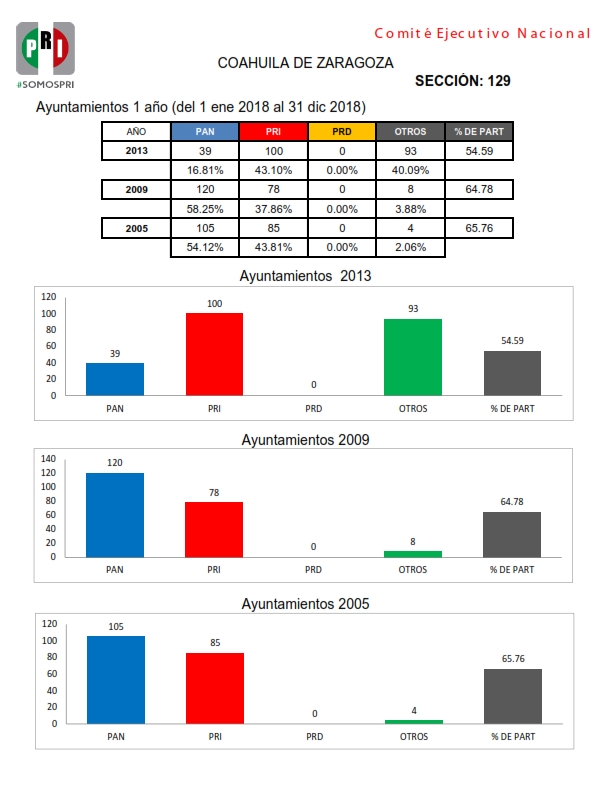 Comité Ejecutivo Nacional
PRI
#SOMOSPRI
COAHUILA DE ZARAGOZA
SECCIÓN: 129
Ayuntamientos 1 año (del 1 ene 2018 al 31 dic 2018)
AÑO PAN PRI PRD OTROS % DE PART
2013 39 100 0 93 54.59
16.81% 43.10% 0.00% 40.09%
2009 120 78 0 8 64.78
58.25% 37.86% 0.00% 3.88%
2005 105 85 0 4 65.76
54.12% 43.81% 0.00% 2.06%
Ayuntamientos 2013
120
100
80
60
40
20
0
39 100 0 93 54.59
PAN PRI PRD OTROS % DE PART
Ayuntamientos 2009
140
120
100
80
60
40
20
0
120 78 0 8 64.78
PAN PRI PRD OTROS % DE PART
Ayuntamientos 2005
120
100
80
60
40
20
0
105 85 0 4 65.76
PAN PRI PRD OTROS % DE PART